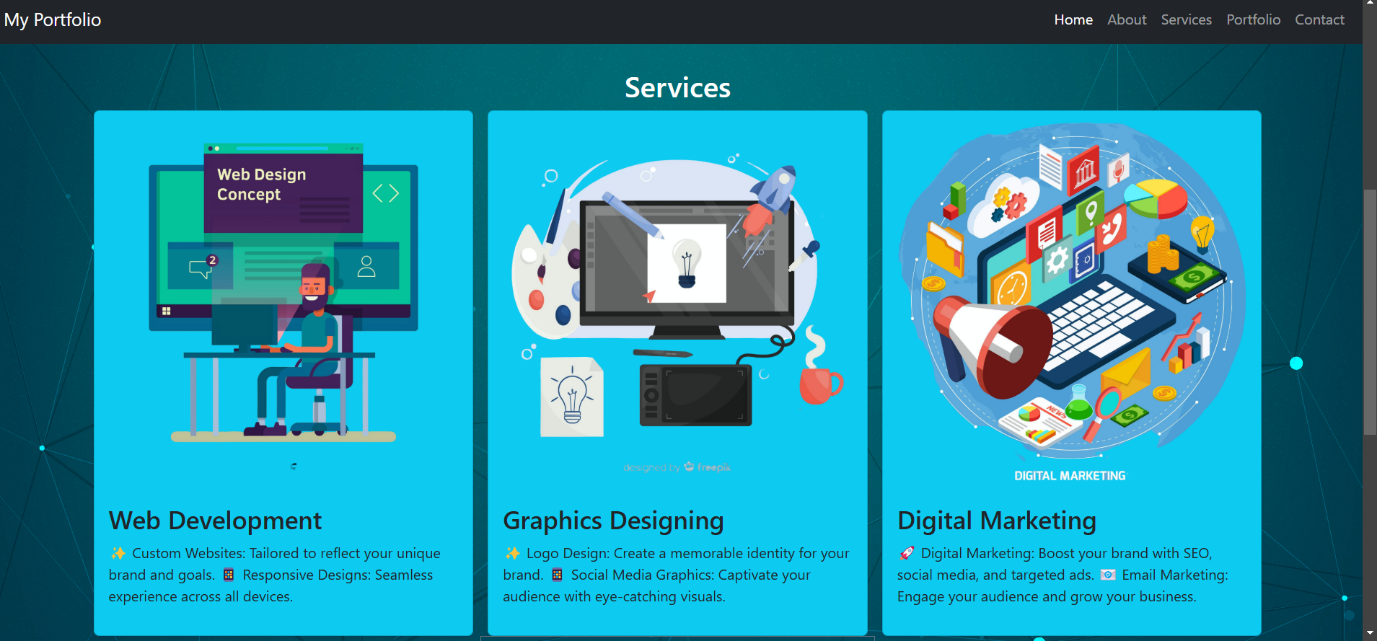 My Portfolio
Home About Services Portfolio Contact
Services
Web Design
Concept
2
designed by freepik
NEWS
DIGITAL MARKETING
Web Development
✨ Custom Websites: Tailored to reflect your unique
brand and goals. 📱 Responsive Designs: Seamless
experience across all devices.
Graphics Designing
✨ Logo Design: Create a memorable identity for your
brand. 📱 Social Media Graphics: Captivate your
audience with eye-catching visuals.
Digital Marketing
🚀 Digital Marketing: Boost your brand with SEO,
social media, and targeted ads. 📧 Email Marketing:
Engage your audience and grow your business.